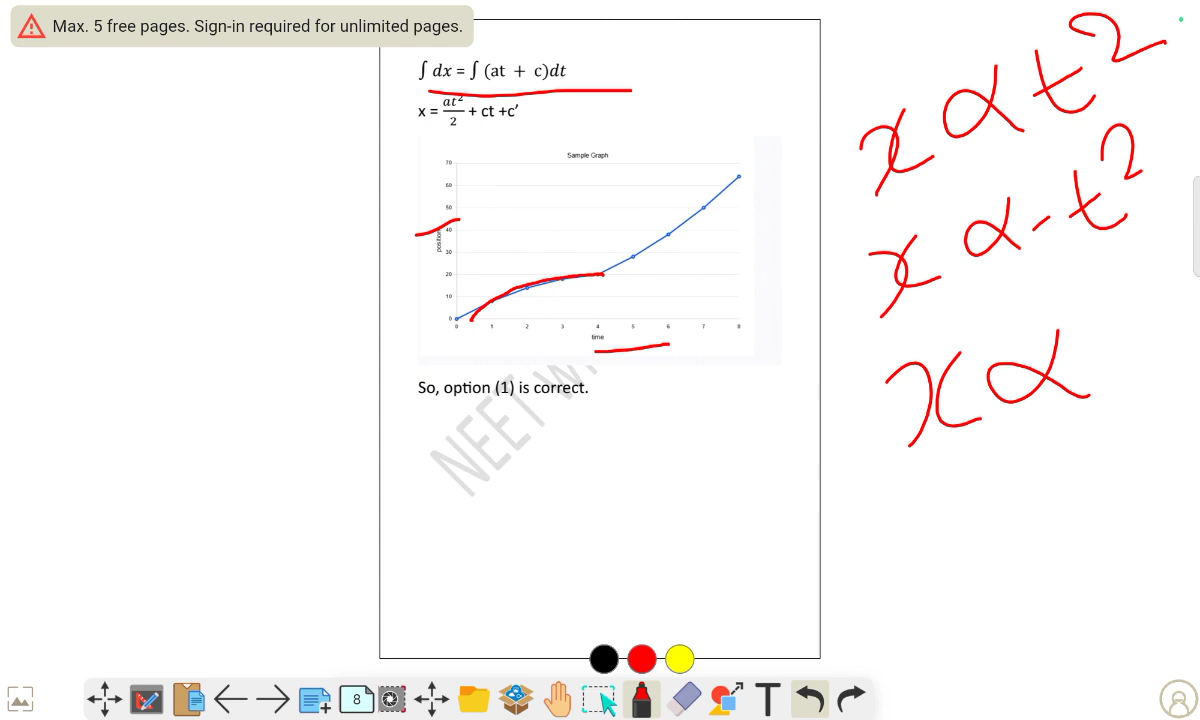 Max. 5 free pages. Sign-in required for unlimited pages.
∫ dx = ∫ (at + c)dt
x = at²/2 + ct +c′
Sample Graph
70
60
50
40
30
20
10
0
position
0 1 2 3 4 5 6 7 8
time
So, option (1) is correct.
NEET W
x α t²
x α - t²
x α
8
T